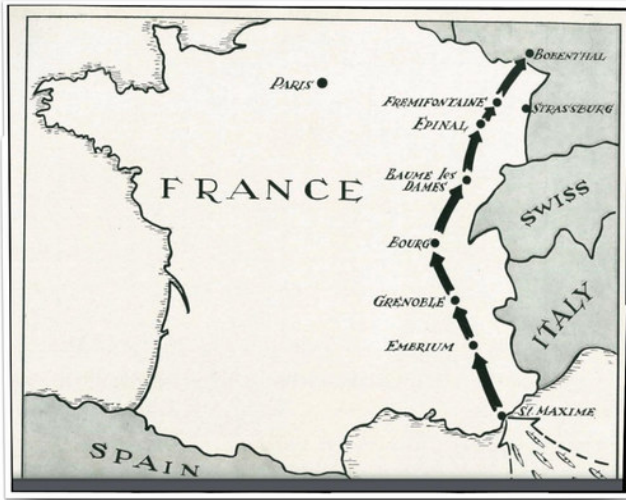 BOBENTHAL
PARIS
FREMIFONTAINE
STRASSBURG
EPINAL
BAUME les
DAMES
FRANCE
SWISS
BOURG
GRENOBLE
ITALY
EMBRIUM
St. MAXIME
SPAIN